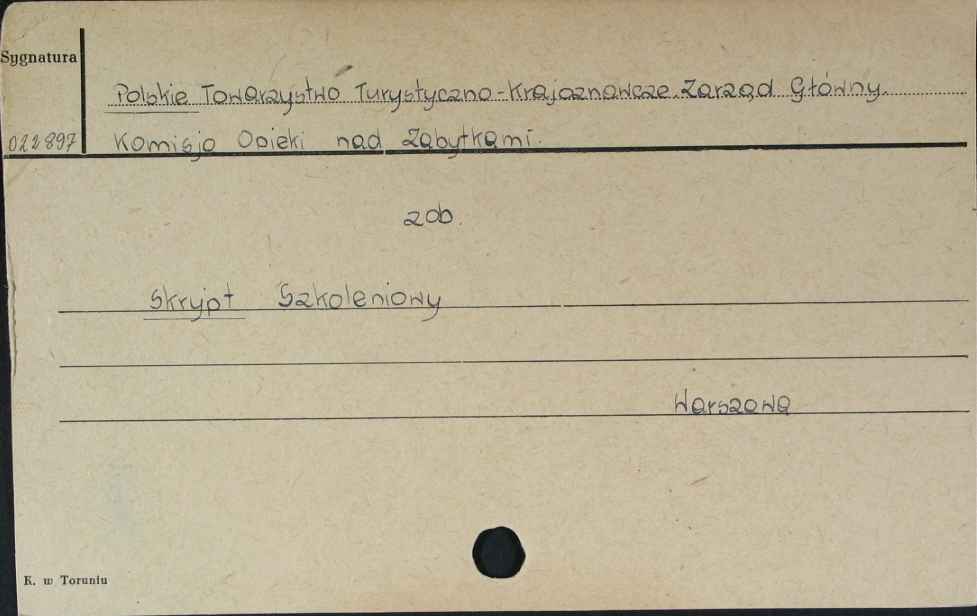 Sygnatura
Polskie Towarzystwo Turystyczno-Krajoznawcze. Zarząd Główny.
022897 Komisja Opieki nad Zabytkami.
zob.
Skrypt Szkoleniowy
Warszawa
K. w Toruniu